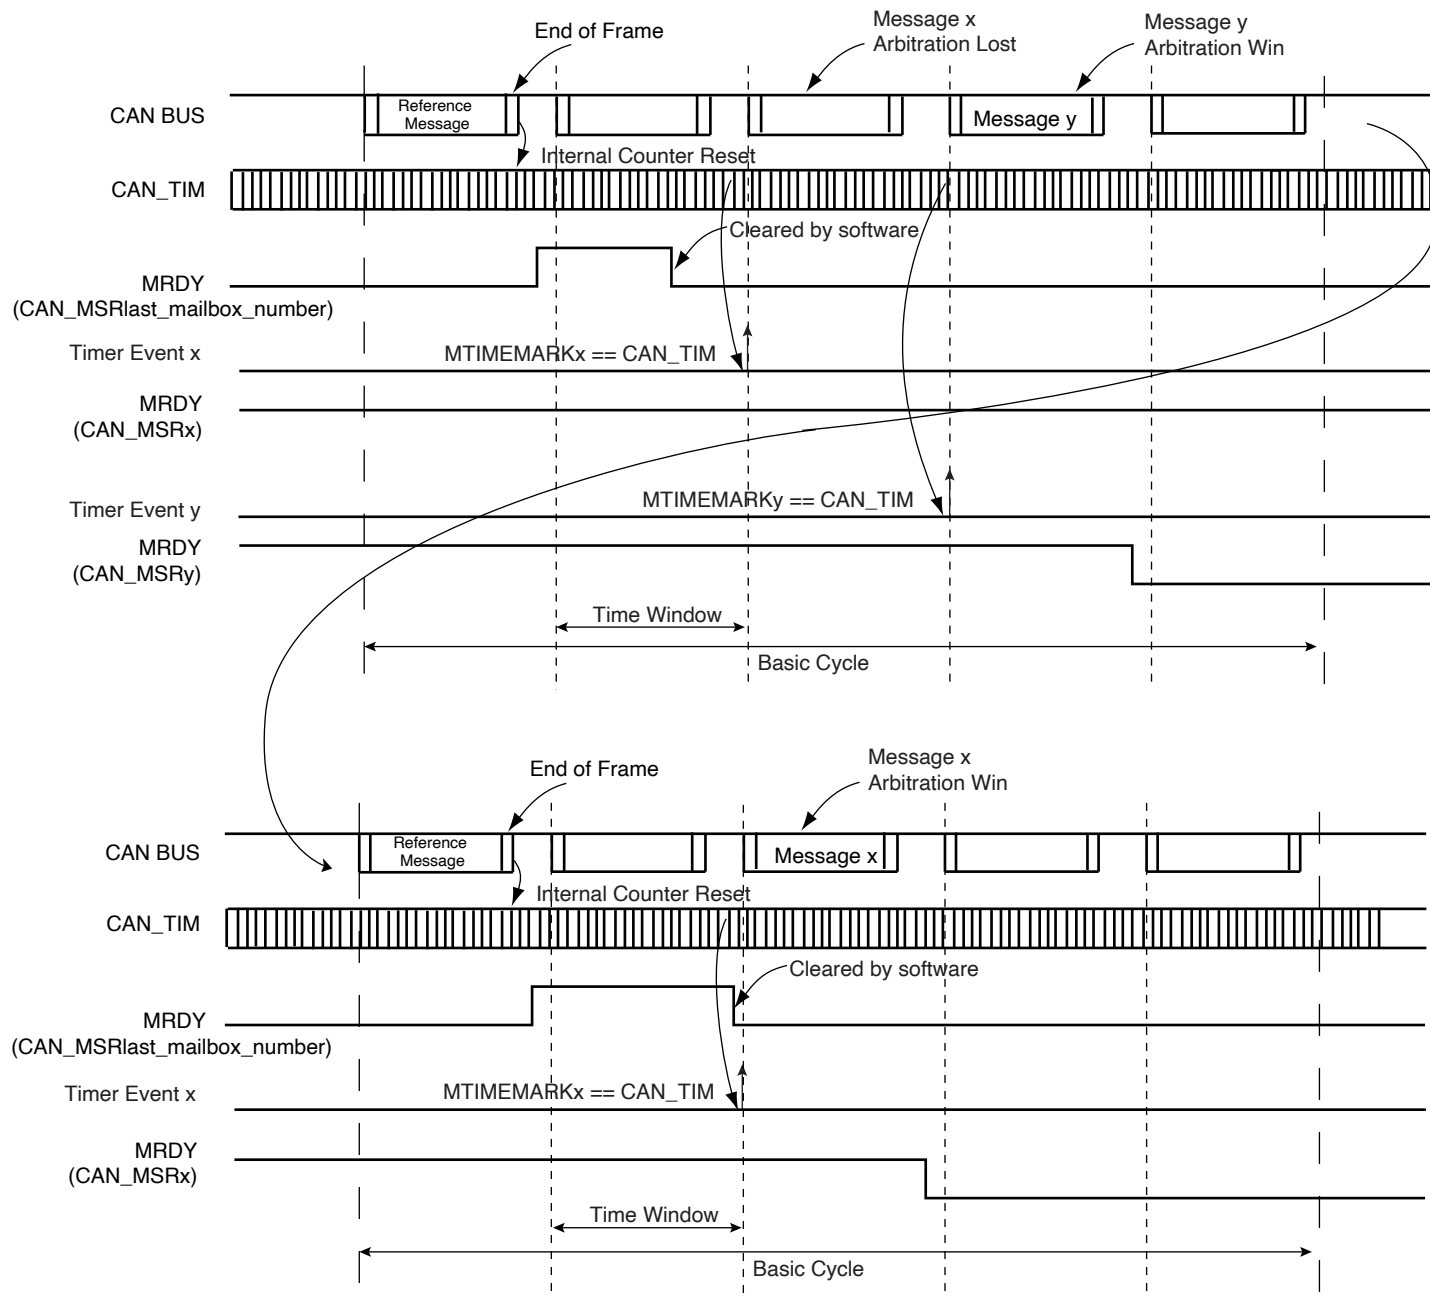 End of Frame
Message x
Arbitration Lost
Message y
Arbitration Win
CAN BUS
Reference
Message
Message y
Internal Counter Reset
CAN_TIM
Cleared by software
MRDY
(CAN_MSRlast_mailbox_number)
Timer Event x
MTIMEMARKx == CAN_TIM
MRDY
(CAN_MSRx)
Timer Event y
MTIMEMARKy == CAN_TIM
MRDY
(CAN_MSRy)
Time Window
Basic Cycle
End of Frame
Message x
Arbitration Win
CAN BUS
Reference
Message
Message x
Internal Counter Reset
CAN_TIM
Cleared by software
MRDY
(CAN_MSRlast_mailbox_number)
Timer Event x
MTIMEMARKx == CAN_TIM
MRDY
(CAN_MSRx)
Time Window
Basic Cycle